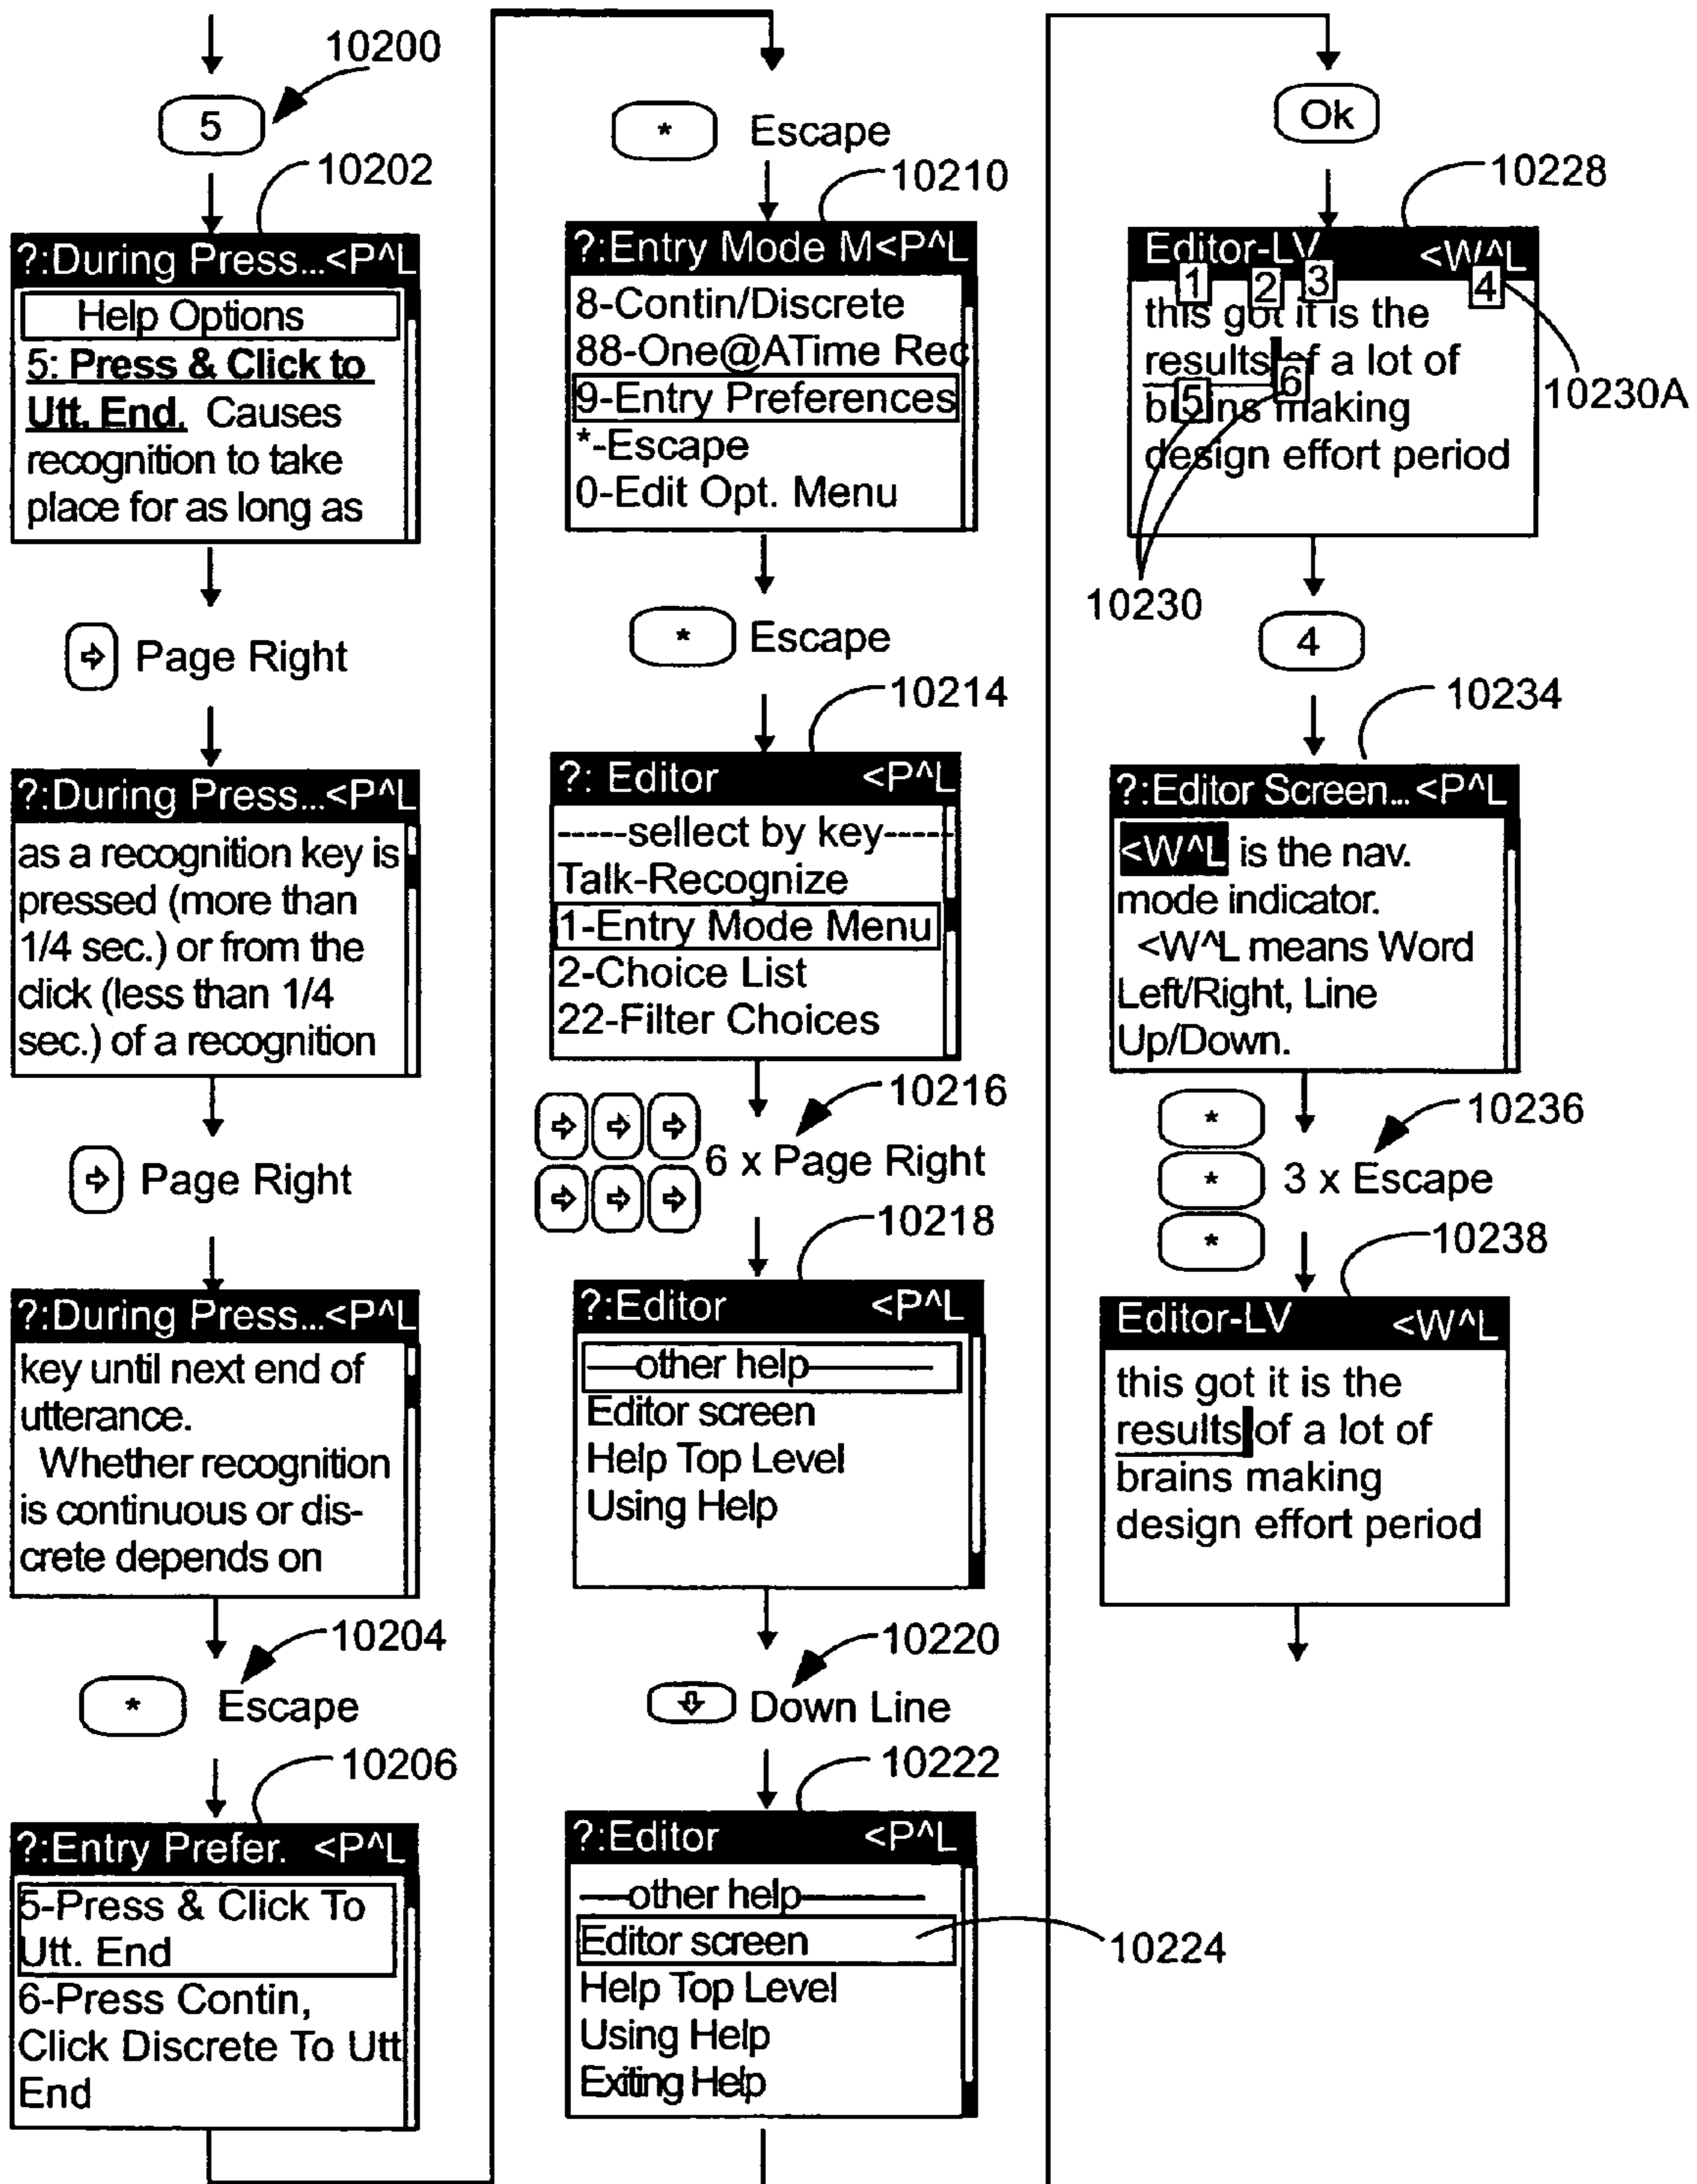 10200
5
10202
?:During Press...<P^L
Help Options
5: Press & Click to
Utt. End. Causes
recognition to take
place for as long as
⇨ Page Right
?:During Press...<P^L
as a recognition key is
pressed (more than
1/4 sec.) or from the
click (less than 1/4
sec.) of a recognition
⇨ Page Right
?:During Press...<P^L
key until next end of
utterance.
Whether recognition
is continuous or dis-
crete depends on
10204
* Escape
10206
?:Entry Prefer. <P^L
5-Press & Click To
Utt. End
6-Press Contin,
Click Discrete To Utt
End
* Escape
10210
?:Entry Mode M<P^L
8-Contin/Discrete
88-One@ATime Rec
9-Entry Preferences
*-Escape
0-Edit Opt. Menu
* Escape
10214
?: Editor <P^L
-----sellect by key-----
Talk-Recognize
1-Entry Mode Menu
2-Choice List
22-Filter Choices
10216
⇨ ⇨ ⇨
6 x Page Right
⇨ ⇨ ⇨
10218
?:Editor <P^L
—other help———
Editor screen
Help Top Level
Using Help
10220
⇩ Down Line
10222
?:Editor <P^L
—other help———
Editor screen
10224
Help Top Level
Using Help
Exiting Help
Ok
10228
Editor-LV <W^L
1 2 3 4
this got it is the
results of a lot of
10230A
5 6
brains making
design effort period
10230
4
10234
?:Editor Screen...<P^L
<W^L is the nav.
mode indicator.
<W^L means Word
Left/Right, Line
Up/Down.
10236
*
* 3 x Escape
*
10238
Editor-LV <W^L
this got it is the
results of a lot of
brains making
design effort period